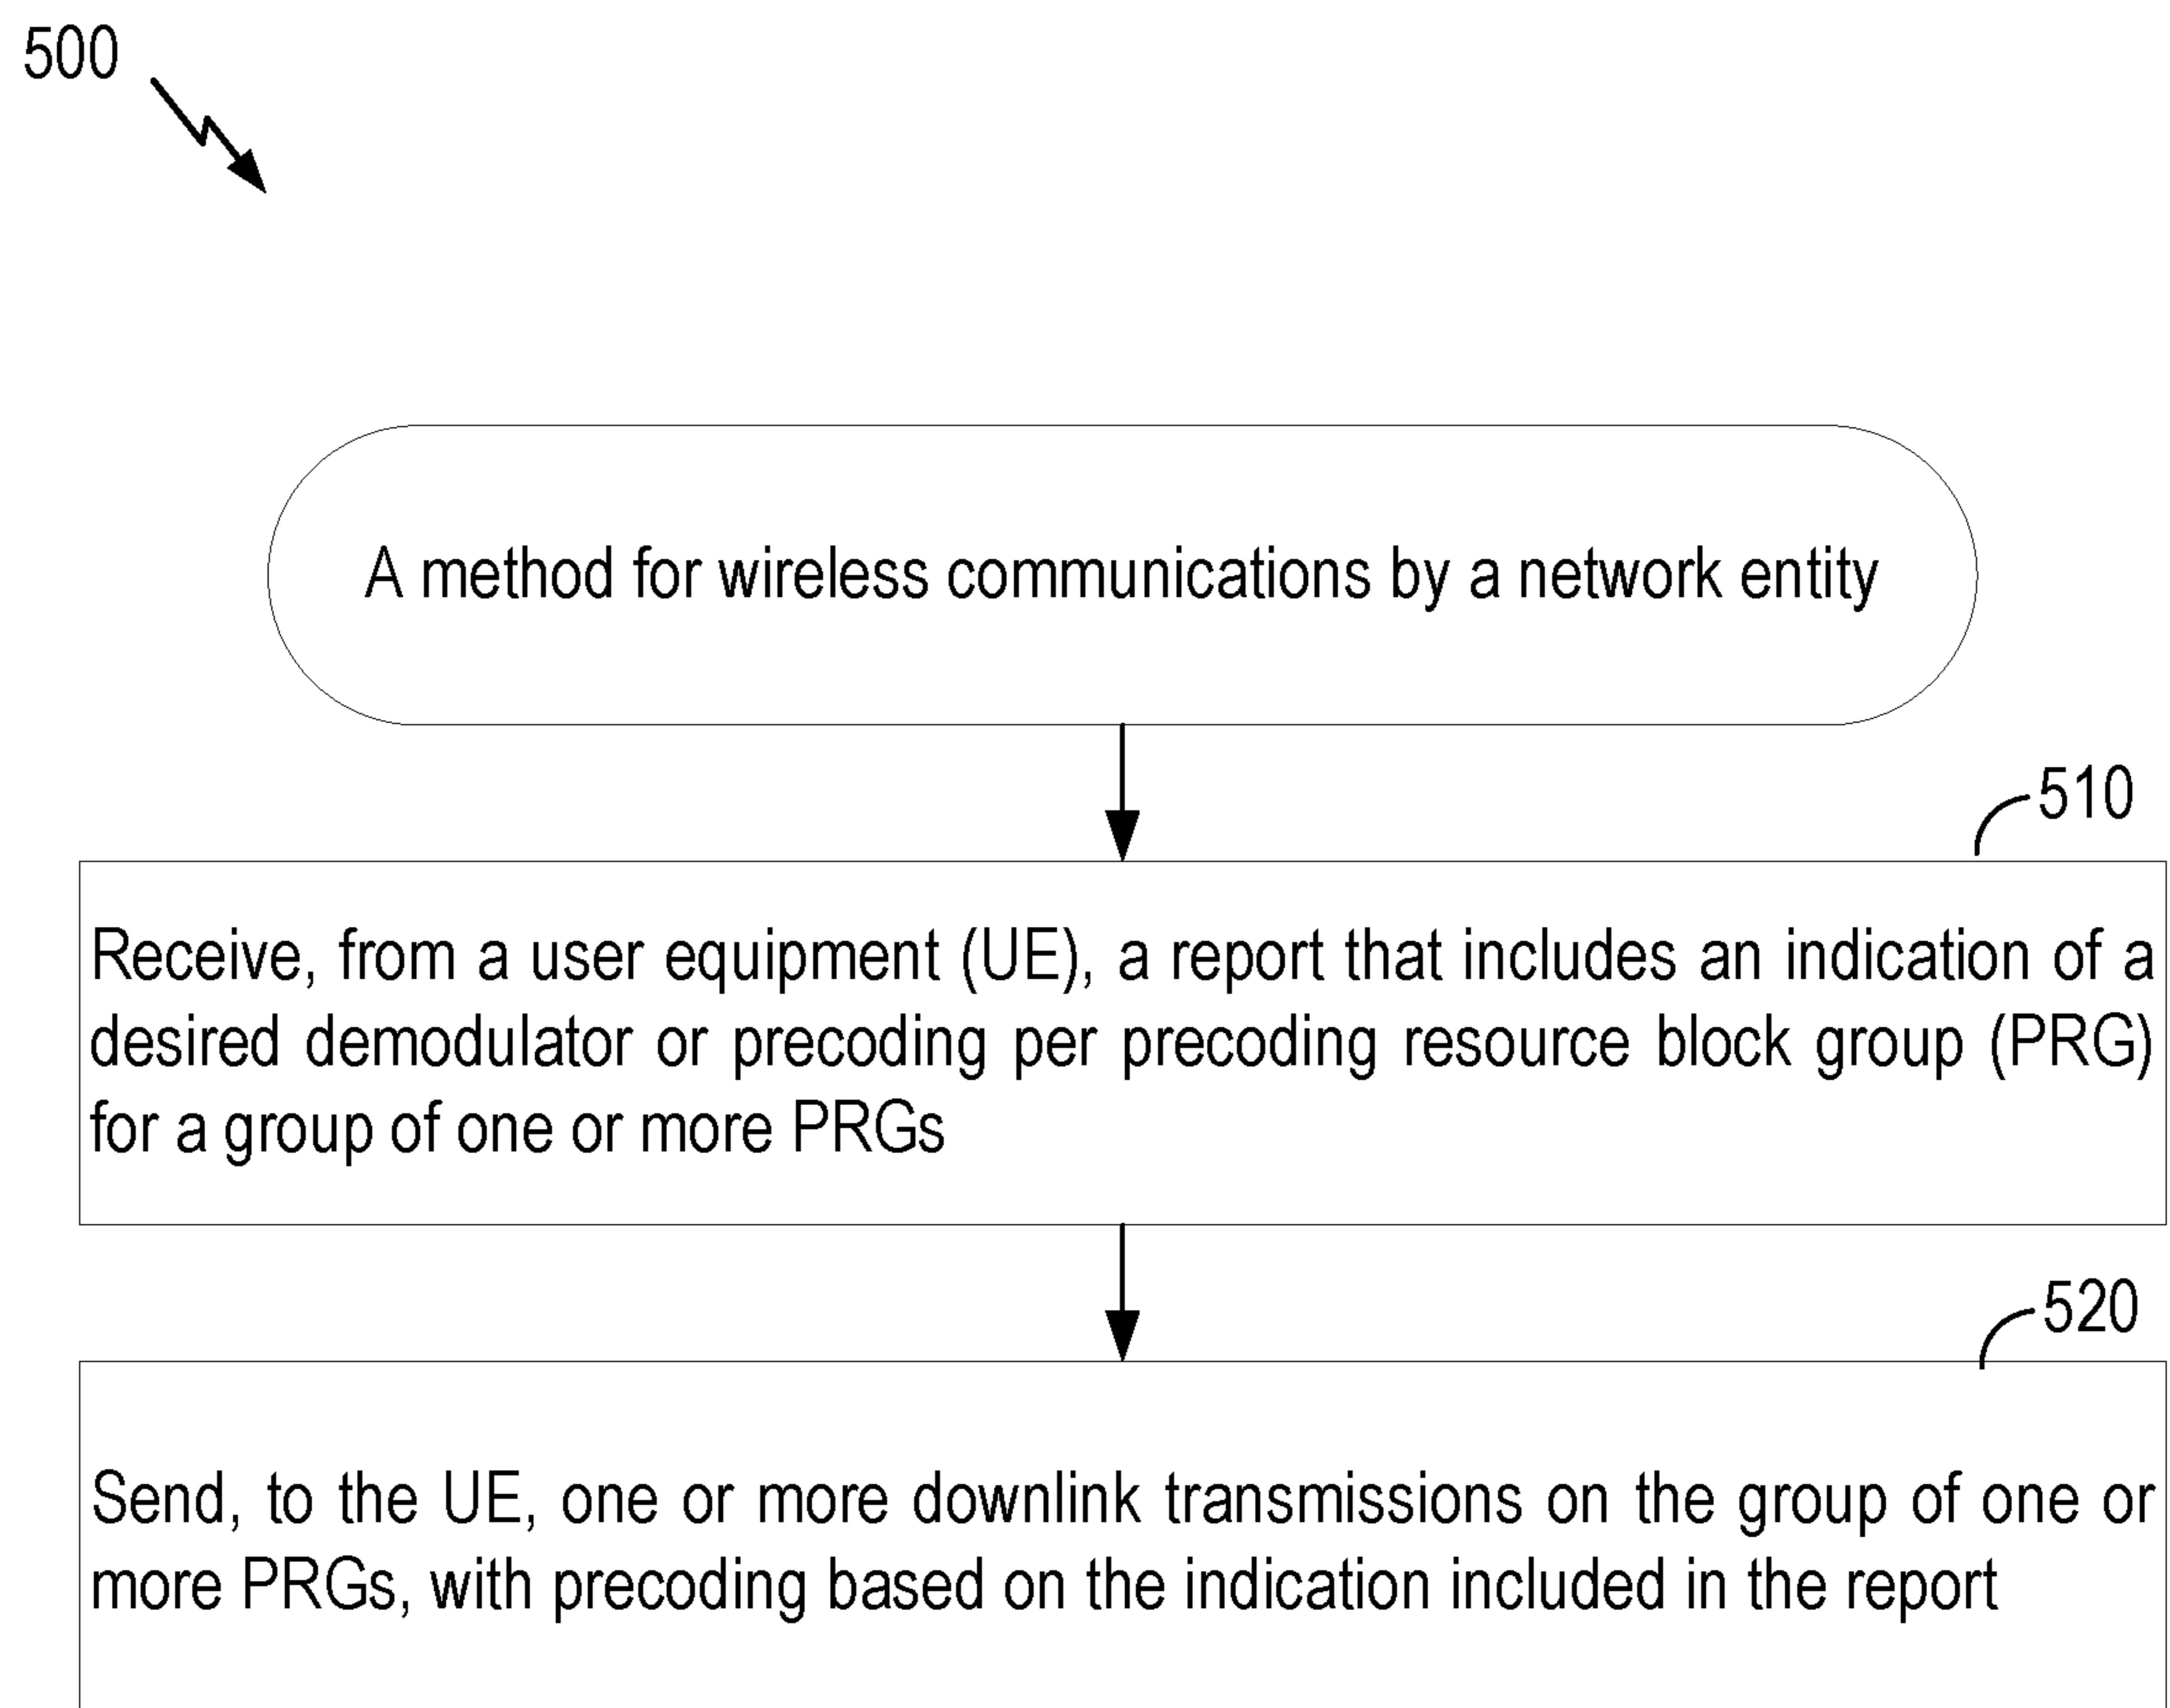 500
A method for wireless communications by a network entity
510
Receive, from a user equipment (UE), a report that includes an indication of a
desired demodulator or precoding per precoding resource block group (PRG)
for a group of one or more PRGs
520
Send, to the UE, one or more downlink transmissions on the group of one or
more PRGs, with precoding based on the indication included in the report